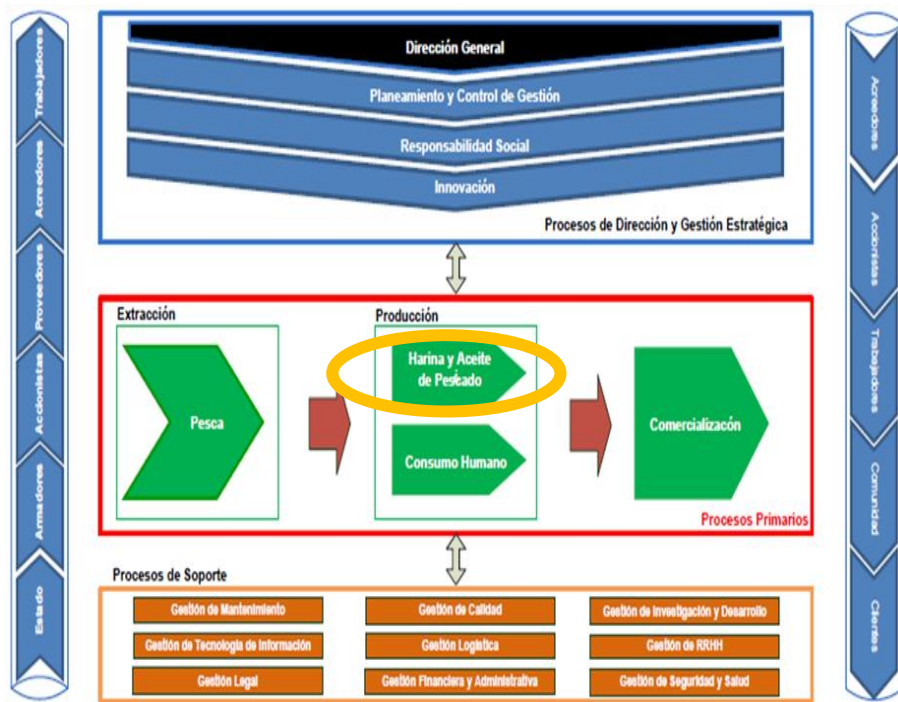 Trabajadores
Acreedores
Proveedores
Accionistas
Armadores
Estado
Dirección General
Planeamiento y Control de Gestión
Responsabilidad Social
Innovación
Procesos de Dirección y Gestión Estratégica
Extracción
Pesca
Producción
Harina y Aceite
de Pescado
Consumo Humano
Comercializacón
Procesos Primarios
Procesos de Soporte
Gestión de Mantenimiento
Gestión de Calidad
Gestión de Investigación y Desarrollo
Gestión de Tecnología de Información
Gestión Logística
Gestión de RRHH
Gestión Legal
Gestión Financiera y Administrativa
Gestión de Seguridad y Salud
Acreedores
Accionistas
Trabajadores
Comunidad
Clientes